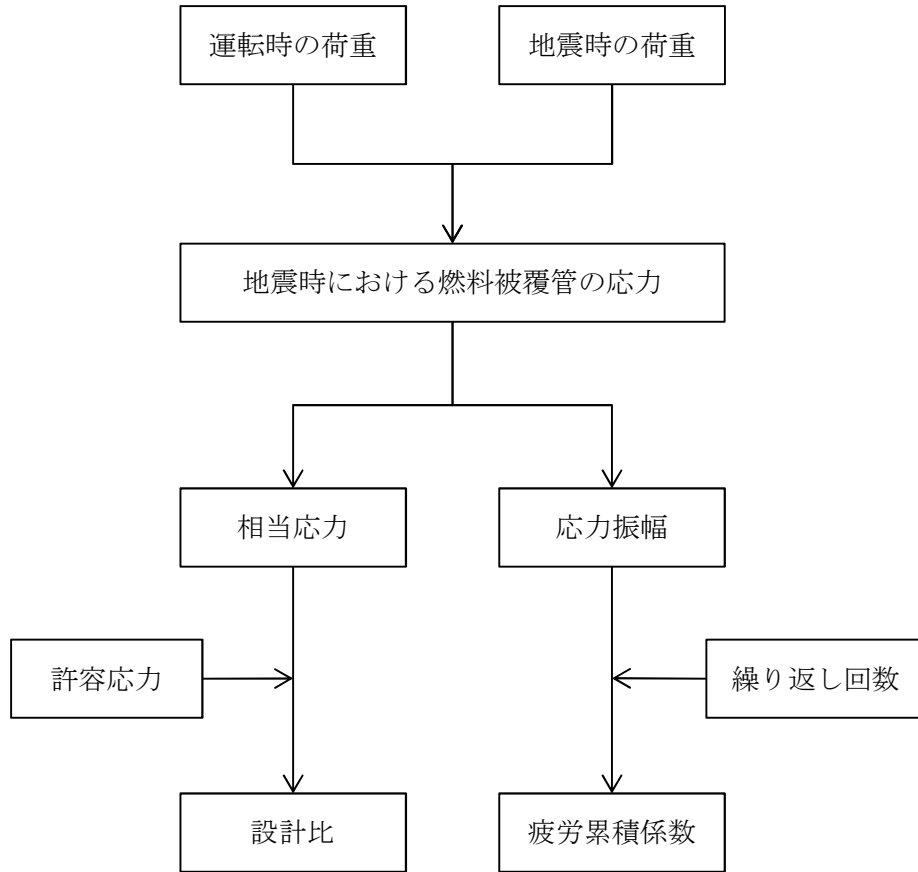 運転時の荷重
地震時の荷重
地震時における燃料被覆管の応力
相当応力
応力振幅
許容応力
繰り返し回数
設計比
疲労累積係数